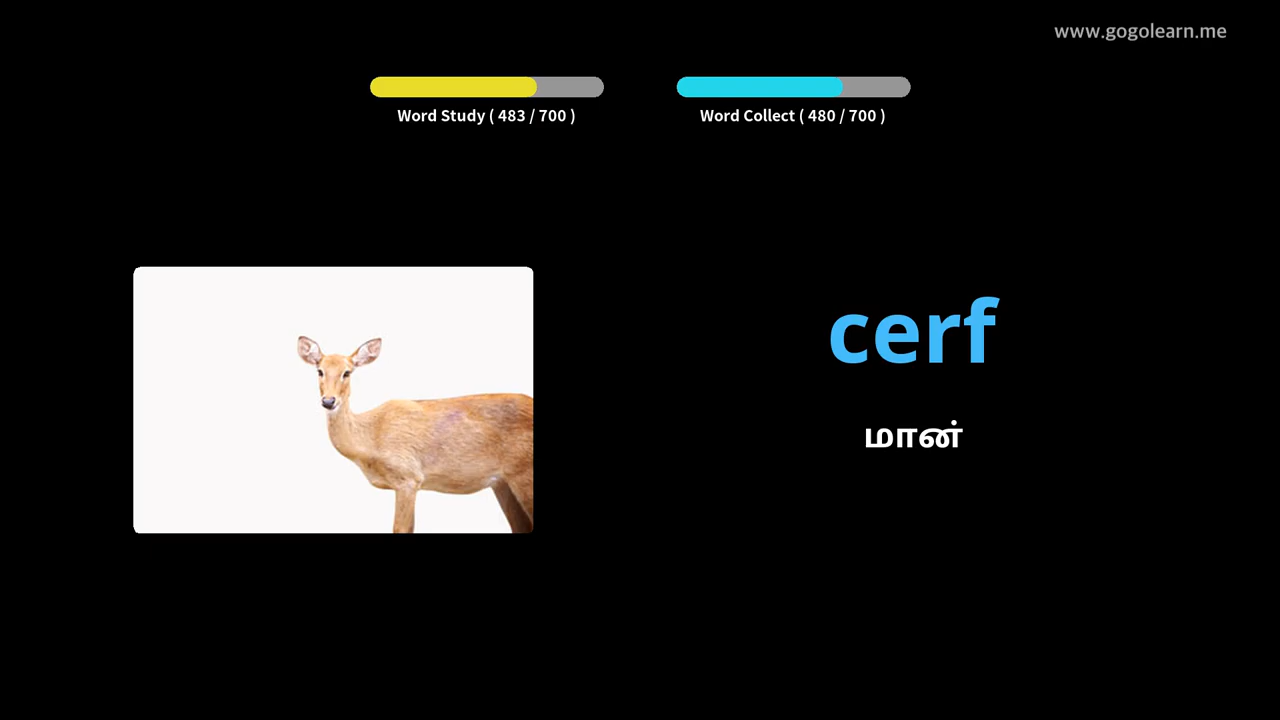 www.gogolearn.me
Word Study ( 483 / 700 )
Word Collect ( 480 / 700 )
cerf
மான்